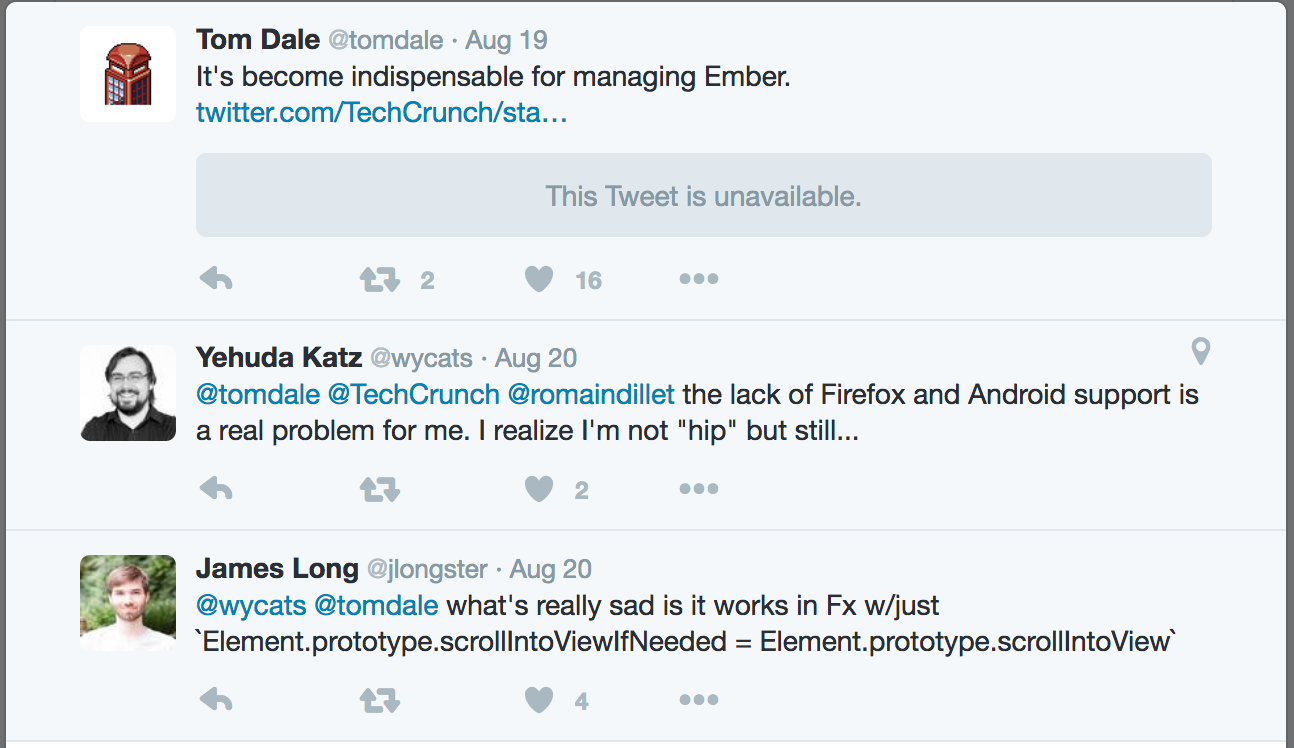 Tom Dale @tomdale · Aug 19
It's become indispensable for managing Ember.
twitter.com/TechCrunch/sta…
This Tweet is unavailable.
2 16
Yehuda Katz @wycats · Aug 20
@tomdale @TechCrunch @romaindillet the lack of Firefox and Android support is
a real problem for me. I realize I'm not "hip" but still...
2
James Long @jlongster · Aug 20
@wycats @tomdale what's really sad is it works in Fx w/just
`Element.prototype.scrollIntoViewIfNeeded = Element.prototype.scrollIntoView`
4